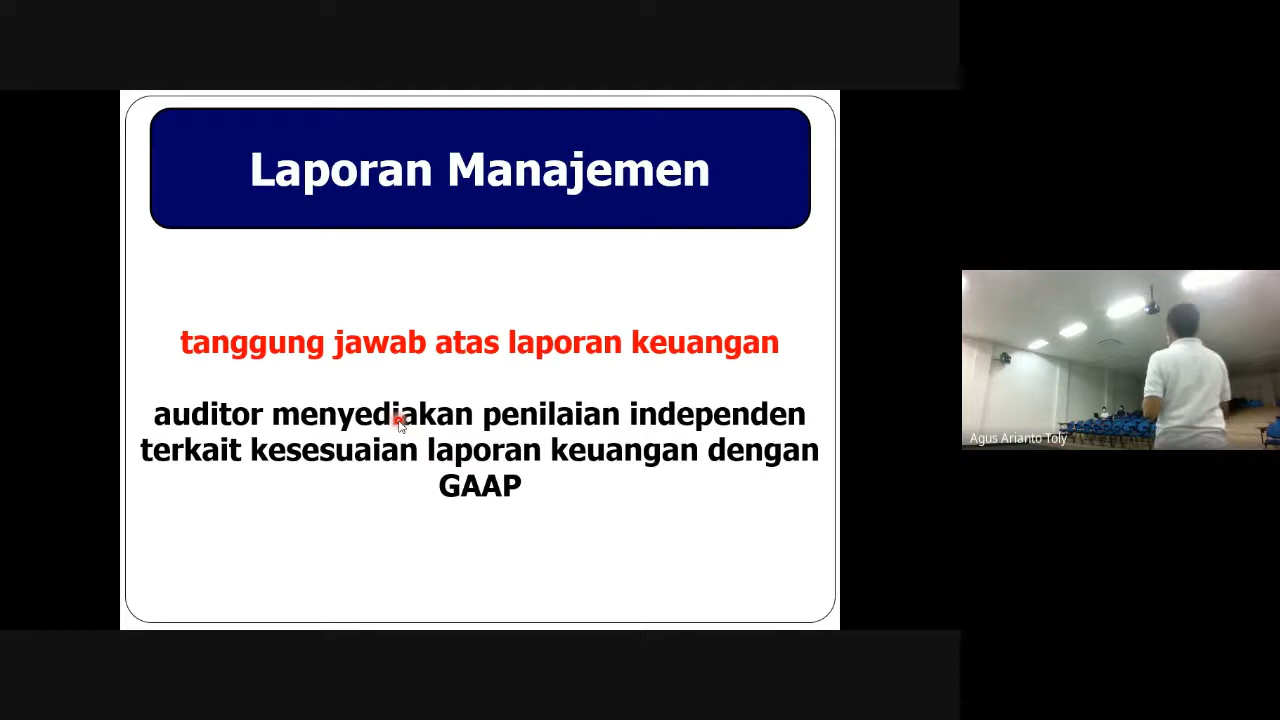 Laporan Manajemen
tanggung jawab atas laporan keuangan
auditor menyediakan penilaian independen
terkait kesesuaian laporan keuangan dengan
GAAP
Agus Arianto Toly